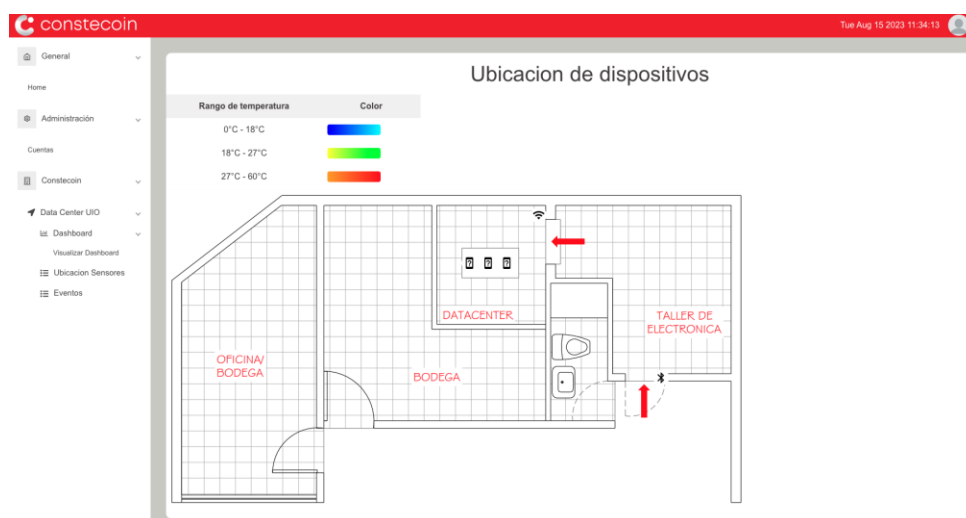 constecoin
Tue Aug 15 2023 11:34:13
General
Home
Administración
Cuentas
Constecoin
Data Center UIO
Dashboard
Visualizar Dashboard
Ubicacion Sensores
Eventos
Ubicacion de dispositivos
Rango de temperatura Color
0°C - 18°C
18°C - 27°C
27°C - 60°C
DATACENTER
TALLER DE
ELECTRONICA
OFICINA/
BODEGA
BODEGA